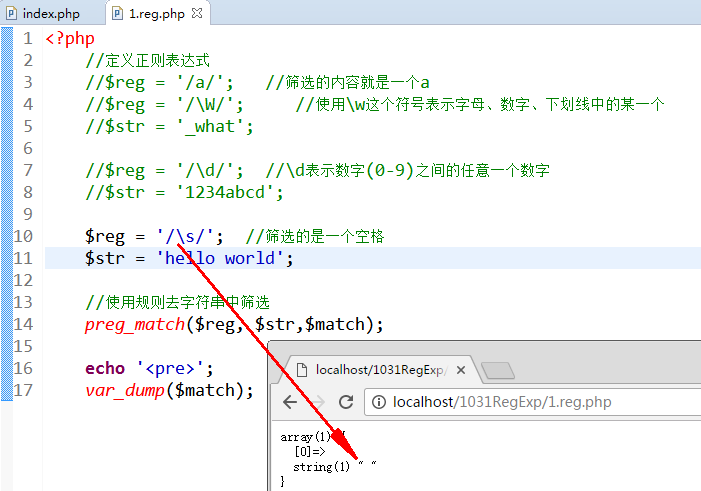 index.php 1.reg.php
1 <?php
2 //定义正则表达式
3 //$reg = '/a/'; //筛选的内容就是一个a
4 //$reg = '/\W/'; //使用\w这个符号表示字母、数字、下划线中的某一个
5 //$str = '_what';
6
7 //$reg = '/\d/'; //\d表示数字(0-9)之间的任意一个数字
8 //$str = '1234abcd';
9
10 $reg = '/\s/'; //筛选的是一个空格
11 $str = 'hello world';
12
13 //使用规则去字符串中筛选
14 preg_match($reg, $str,$match);
15
16 echo '<pre>';
17 var_dump($match);
localhost/1031RegExp/
localhost/1031RegExp/1.reg.php
array(1) {
[0]=>
string(1) " "
}